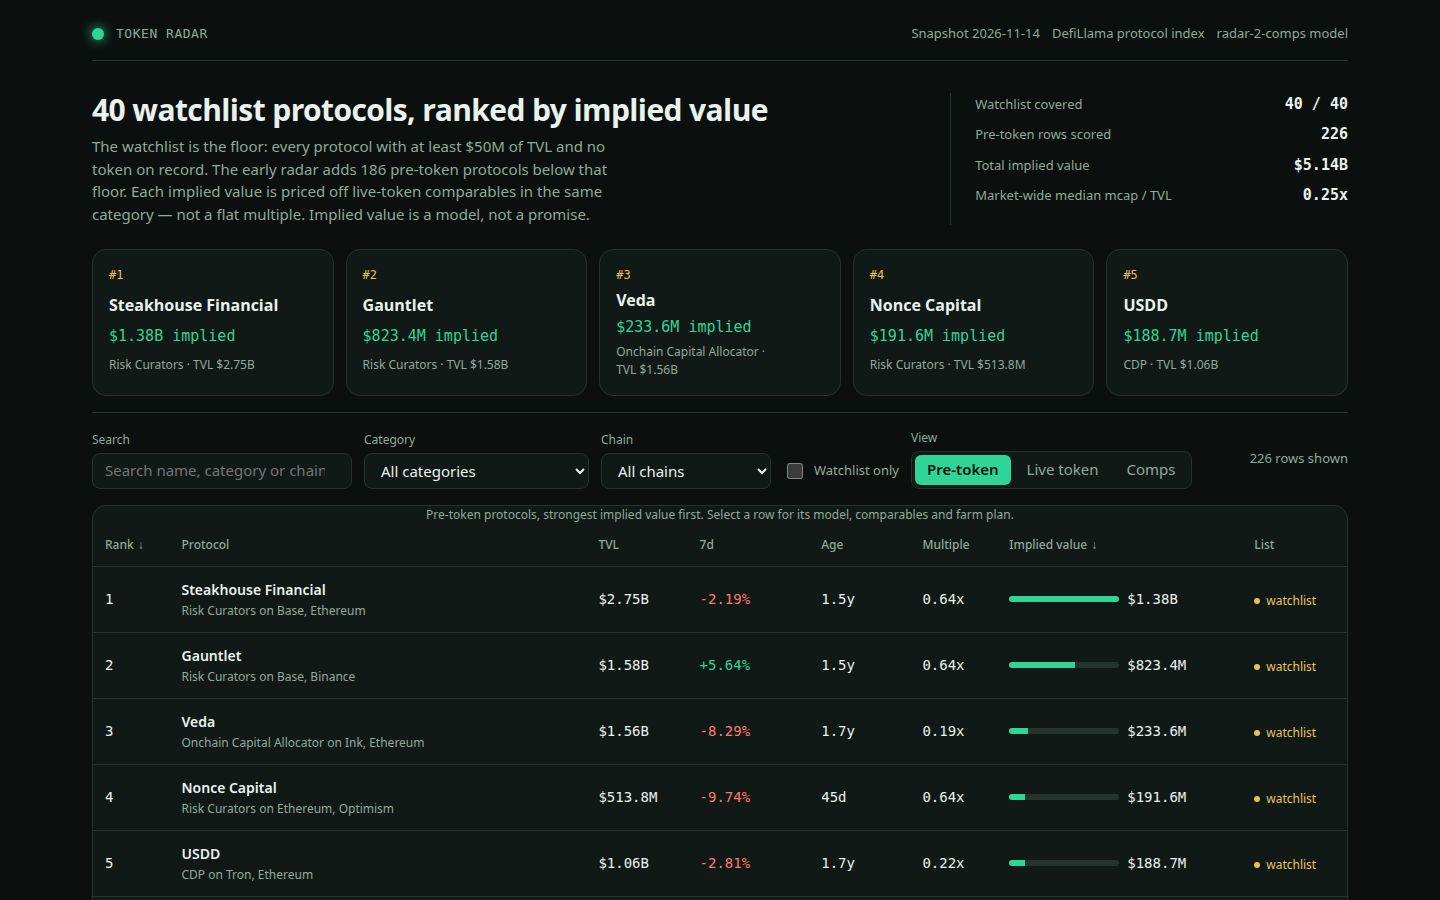 TOKEN RADAR
Snapshot 2026-11-14 DefiLlama protocol index radar-2-comps model
40 watchlist protocols, ranked by implied value
The watchlist is the floor: every protocol with at least $50M of TVL and no
token on record. The early radar adds 186 pre-token protocols below that
floor. Each implied value is priced off live-token comparables in the same
category — not a flat multiple. Implied value is a model, not a promise.
Watchlist covered 40 / 40
Pre-token rows scored 226
Total implied value $5.14B
Market-wide median mcap / TVL 0.25x
#1
Steakhouse Financial
$1.38B implied
Risk Curators · TVL $2.75B
#2
Gauntlet
$823.4M implied
Risk Curators · TVL $1.58B
#3
Veda
$233.6M implied
Onchain Capital Allocator ·
TVL $1.56B
#4
Nonce Capital
$191.6M implied
Risk Curators · TVL $513.8M
#5
USDD
$188.7M implied
CDP · TVL $1.06B
Search
Search name, category or chain
Category
All categories
Chain
All chains
Watchlist only
View
Pre-token Live token Comps
226 rows shown
Pre-token protocols, strongest implied value first. Select a row for its model, comparables and farm plan.
Rank ↓ Protocol TVL 7d Age Multiple Implied value ↓ List
1 Steakhouse Financial $2.75B -2.19% 1.5y 0.64x $1.38B watchlist
Risk Curators on Base, Ethereum
2 Gauntlet $1.58B +5.64% 1.5y 0.64x $823.4M watchlist
Risk Curators on Base, Binance
3 Veda $1.56B -8.29% 1.7y 0.19x $233.6M watchlist
Onchain Capital Allocator on Ink, Ethereum
4 Nonce Capital $513.8M -9.74% 45d 0.64x $191.6M watchlist
Risk Curators on Ethereum, Optimism
5 USDD $1.06B -2.81% 1.7y 0.22x $188.7M watchlist
CDP on Tron, Ethereum